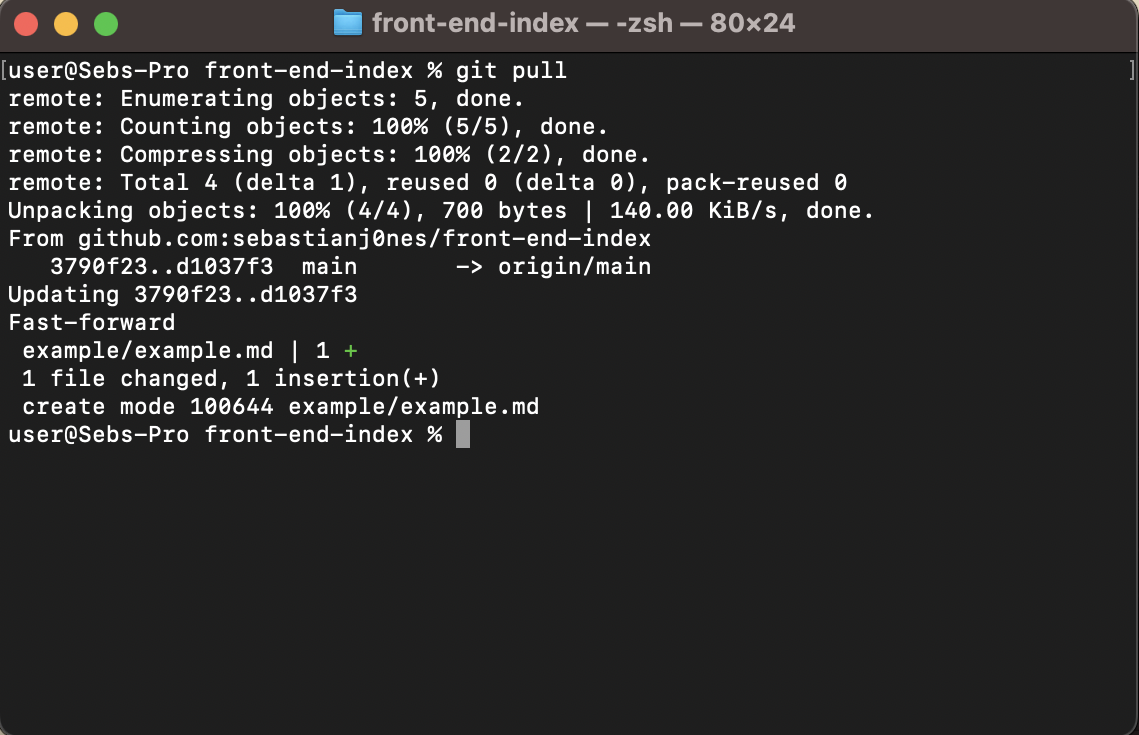 front-end-index — -zsh — 80×24
[user@Sebs-Pro front-end-index % git pull ]
remote: Enumerating objects: 5, done.
remote: Counting objects: 100% (5/5), done.
remote: Compressing objects: 100% (2/2), done.
remote: Total 4 (delta 1), reused 0 (delta 0), pack-reused 0
Unpacking objects: 100% (4/4), 700 bytes | 140.00 KiB/s, done.
From github.com:sebastianj0nes/front-end-index
   3790f23..d1037f3  main       -> origin/main
Updating 3790f23..d1037f3
Fast-forward
 example/example.md | 1 +
 1 file changed, 1 insertion(+)
 create mode 100644 example/example.md
user@Sebs-Pro front-end-index %